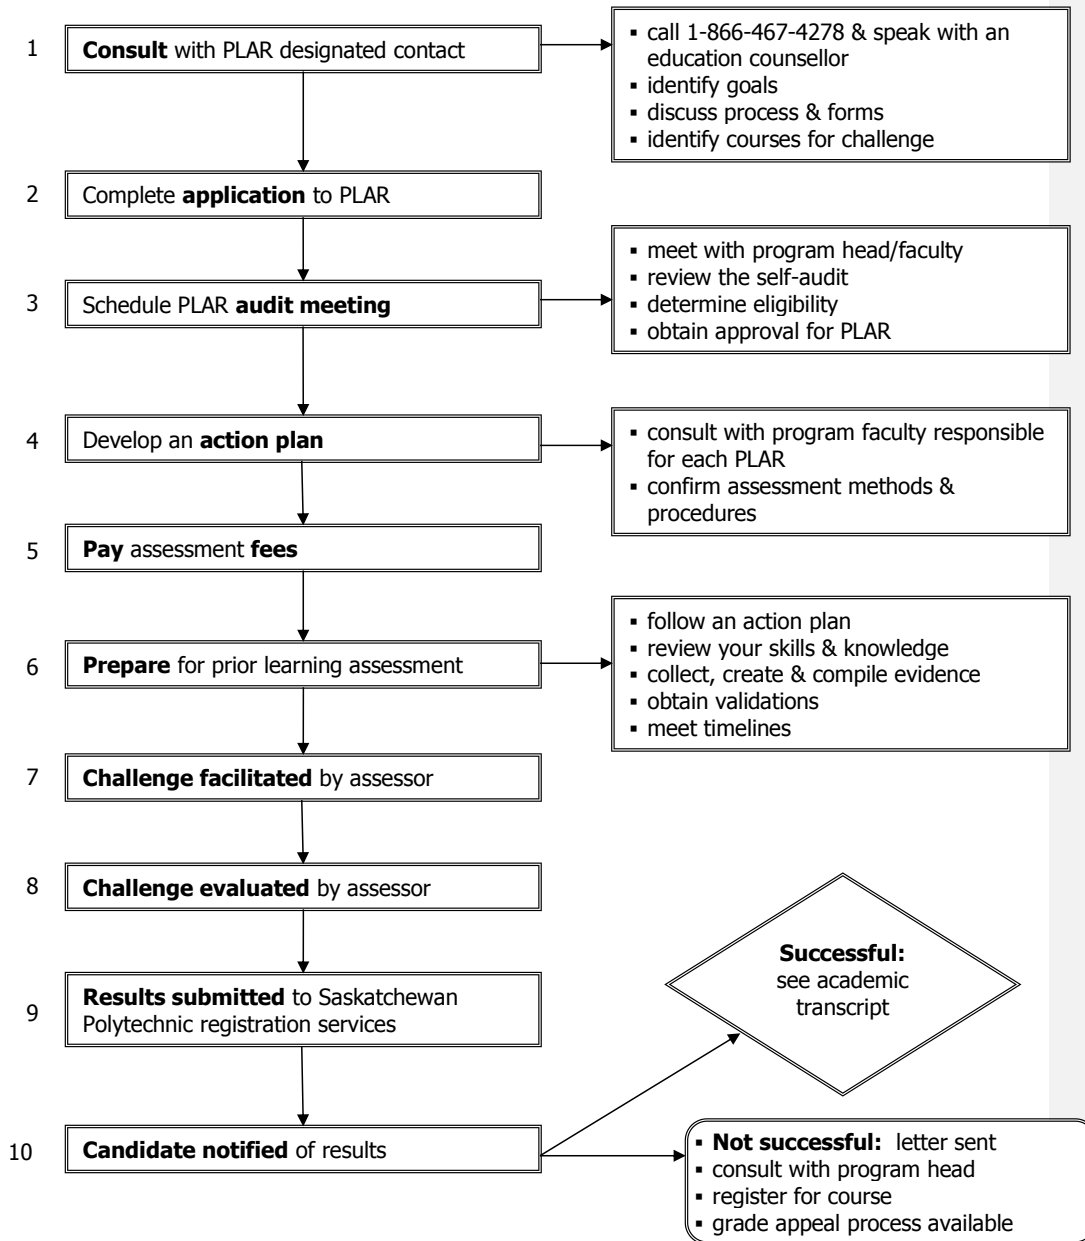 1
Consult with PLAR designated contact
▪ call 1-866-467-4278 & speak with an
education counsellor
▪ identify goals
▪ discuss process & forms
▪ identify courses for challenge
2
Complete application to PLAR
3
Schedule PLAR audit meeting
▪ meet with program head/faculty
▪ review the self-audit
▪ determine eligibility
▪ obtain approval for PLAR
4
Develop an action plan
▪ consult with program faculty responsible
for each PLAR
▪ confirm assessment methods &
procedures
5
Pay assessment fees
6
Prepare for prior learning assessment
▪ follow an action plan
▪ review your skills & knowledge
▪ collect, create & compile evidence
▪ obtain validations
▪ meet timelines
7
Challenge facilitated by assessor
8
Challenge evaluated by assessor
9
Results submitted to Saskatchewan
Polytechnic registration services
Successful:
see academic
transcript
10
Candidate notified of results
▪ Not successful: letter sent
▪ consult with program head
▪ register for course
▪ grade appeal process available